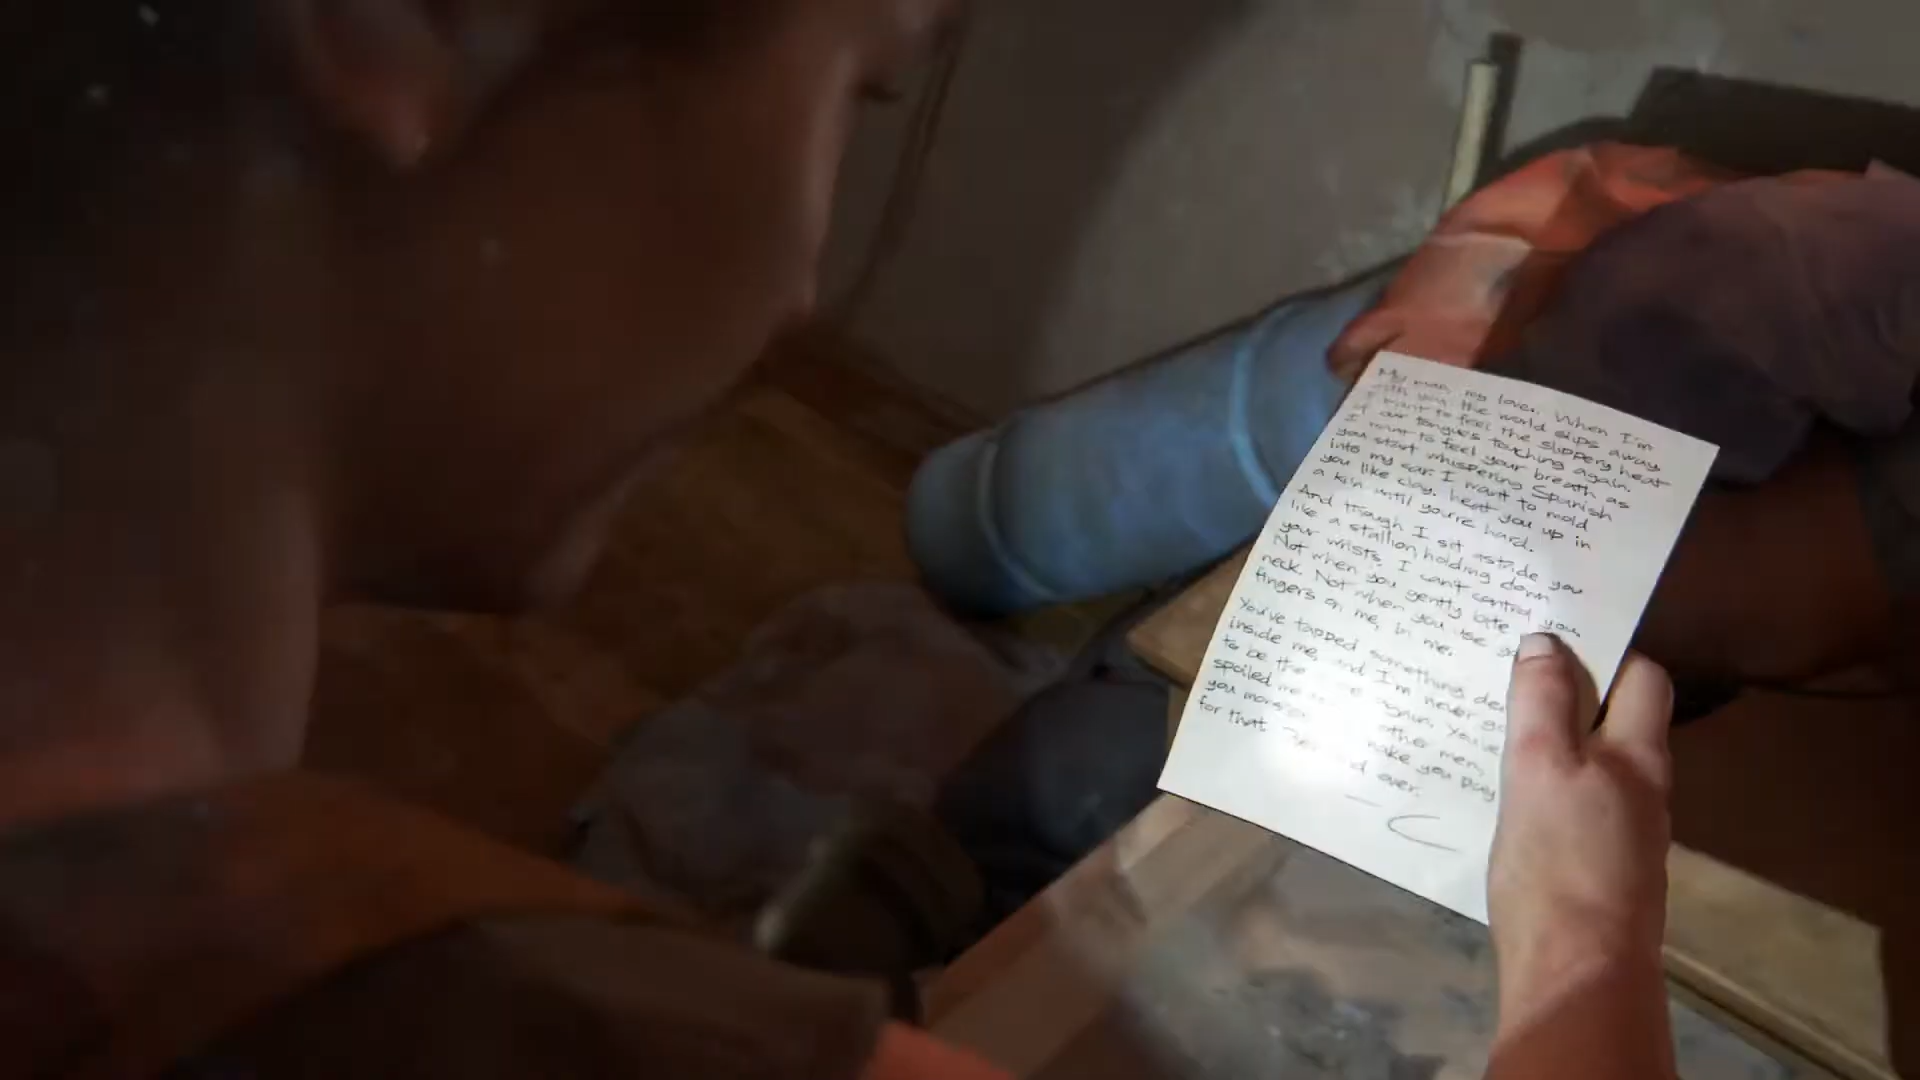 My man, my lover. When I'm
with you, the world slips away.
I want to feel the slippery heat
of our tongues touching again.
I want to feel your breath as
you start whispering Spanish
into my ear. I want to mold
you like clay, heat you up in
a kiln until you're hard.
And though I sit astride you
like a stallion, holding down
your wrists, I can't control you.
Not when you gently bite
neck. Not when you use
fingers on me, in me.
You've tapped something
inside me, and I'm never
to be the again. You've
spoiled me other men,
you monster. make you pay
for that and over.
— C